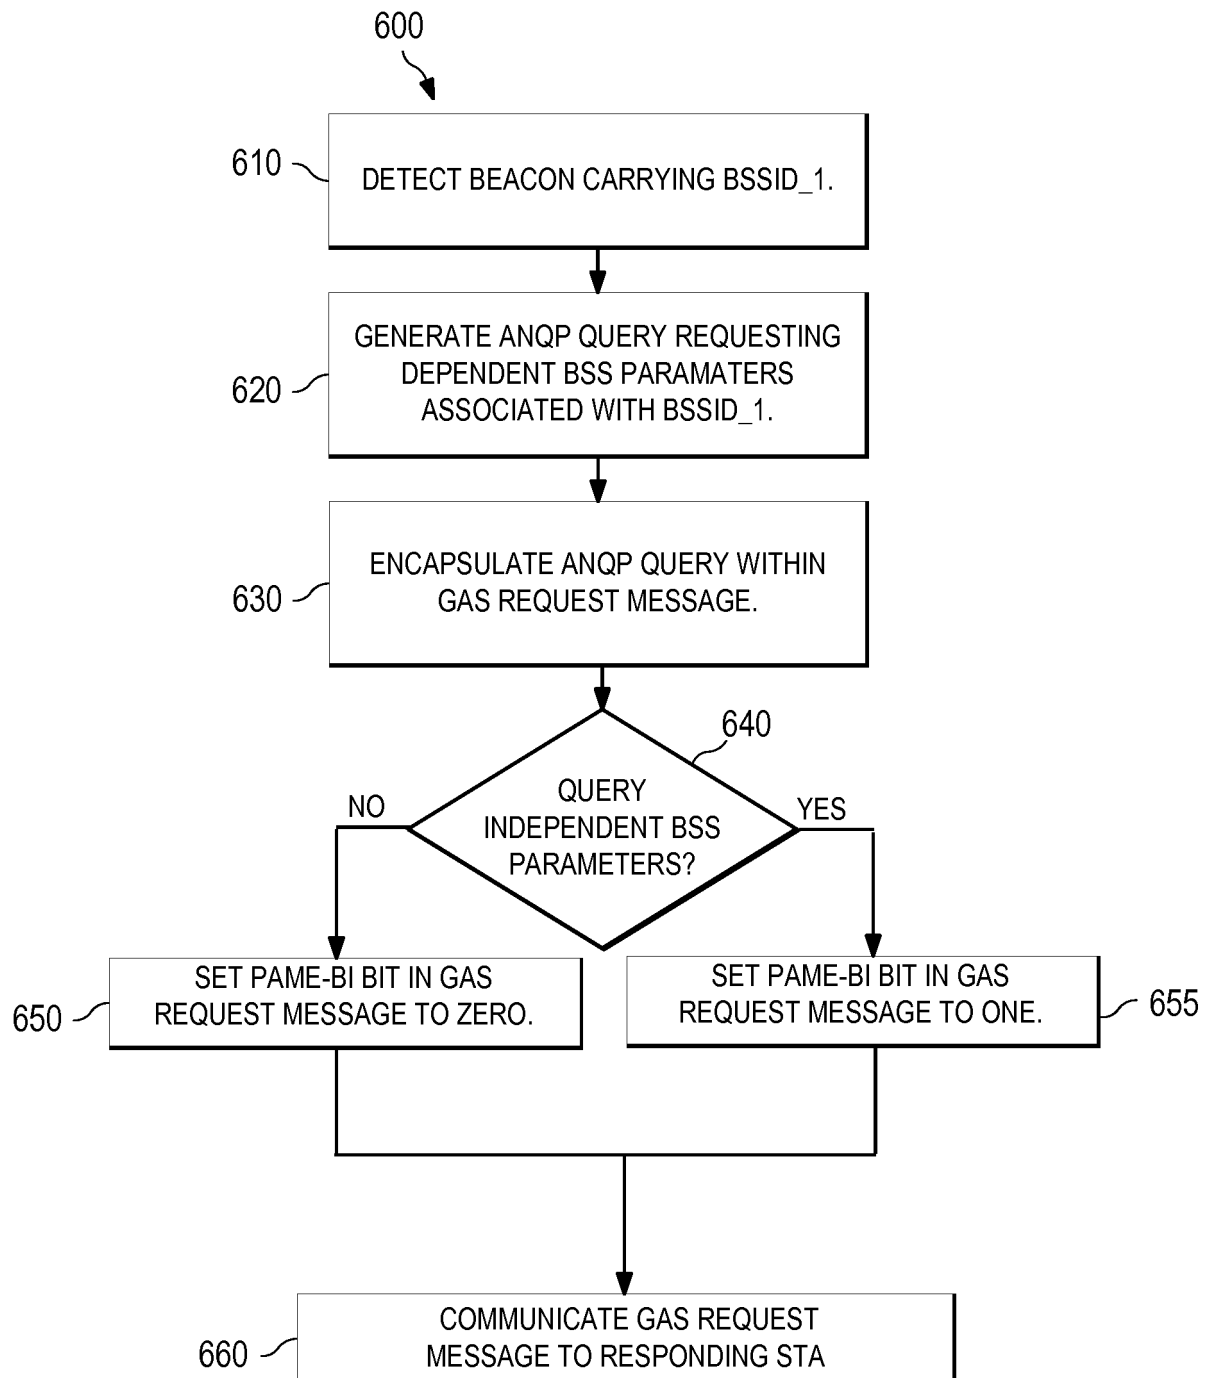 600
610
DETECT BEACON CARRYING BSSID_1.
620
GENERATE ANQP QUERY REQUESTING
DEPENDENT BSS PARAMATERS
ASSOCIATED WITH BSSID_1.
630
ENCAPSULATE ANQP QUERY WITHIN
GAS REQUEST MESSAGE.
640
QUERY
INDEPENDENT BSS
PARAMETERS?
NO
YES
650
SET PAME-BI BIT IN GAS
REQUEST MESSAGE TO ZERO.
SET PAME-BI BIT IN GAS
REQUEST MESSAGE TO ONE.
655
660
COMMUNICATE GAS REQUEST
MESSAGE TO RESPONDING STA